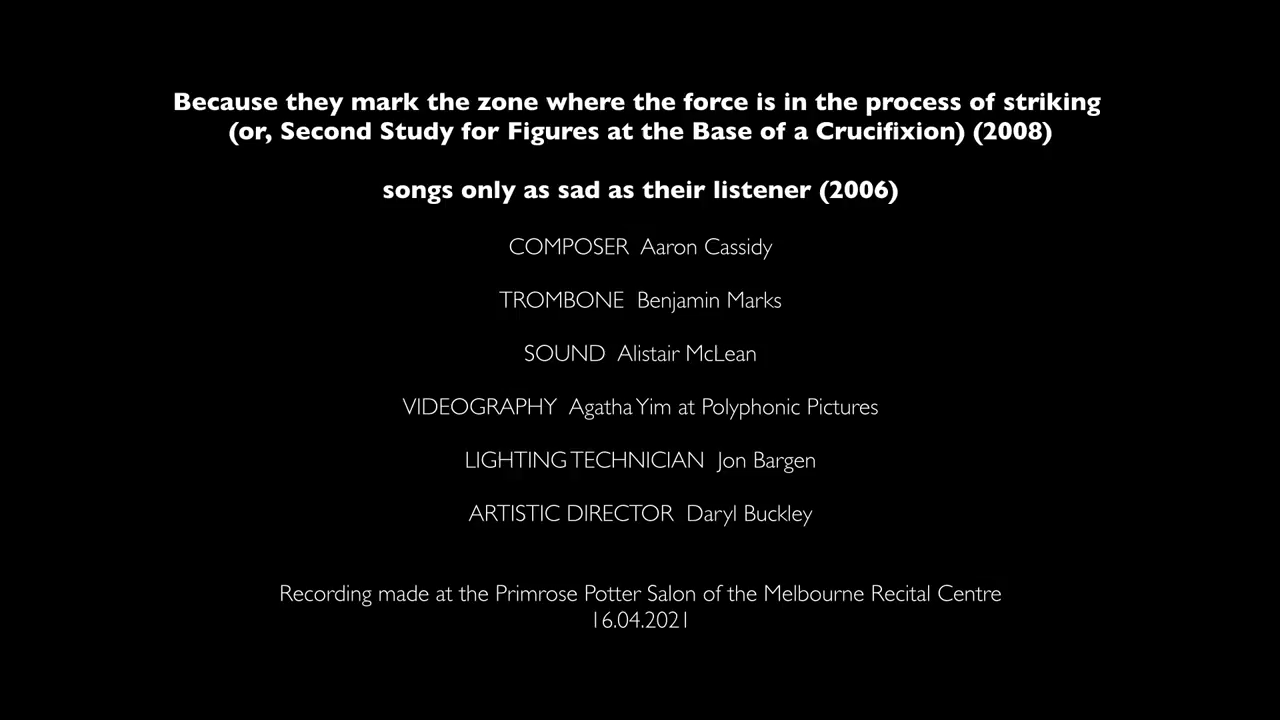 Because they mark the zone where the force is in the process of striking
(or, Second Study for Figures at the Base of a Crucifixion) (2008)
songs only as sad as their listener (2006)
COMPOSER Aaron Cassidy
TROMBONE Benjamin Marks
SOUND Alistair McLean
VIDEOGRAPHY Agatha Yim at Polyphonic Pictures
LIGHTING TECHNICIAN Jon Bargen
ARTISTIC DIRECTOR Daryl Buckley
Recording made at the Primrose Potter Salon of the Melbourne Recital Centre
16.04.2021